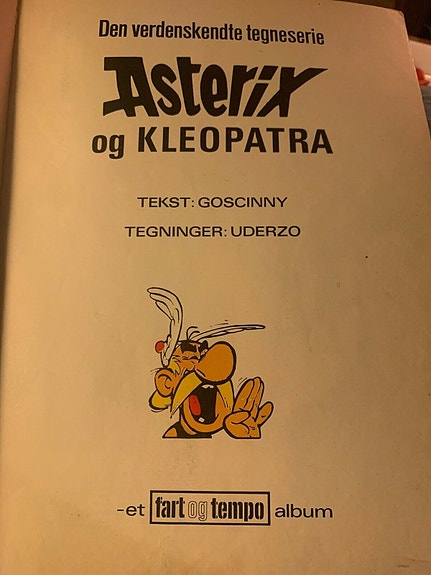 Den verdenskendte tegneserie
Asterix
og KLEOPATRA
TEKST: GOSCINNY
TEGNINGER: UDERZO
-et fart og tempo album